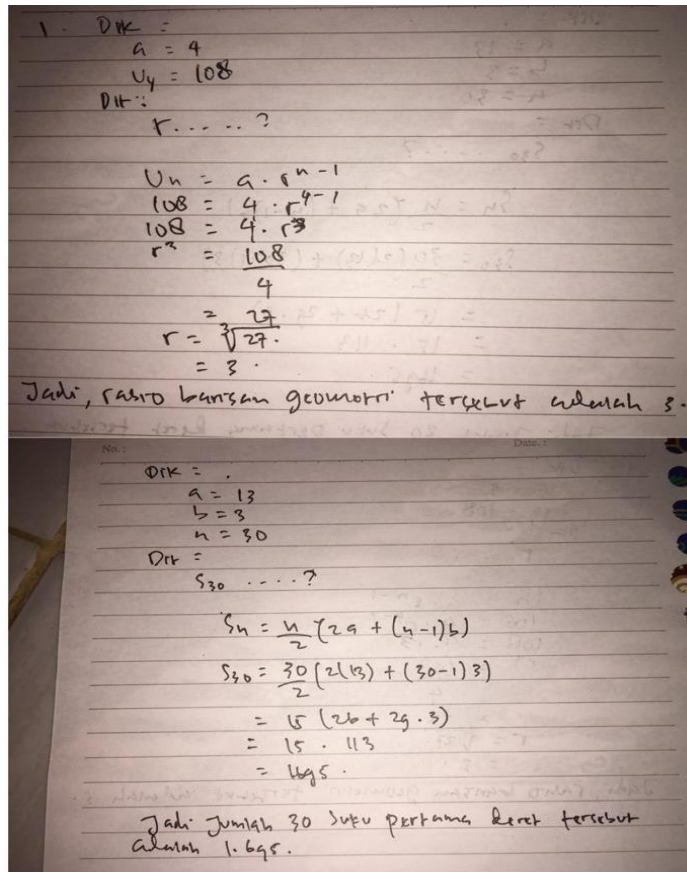 1. Dik =
a = 4
U4 = 108
Dit :
r.....?
Un = a . r^n-1
108 = 4 . r^4-1
108 = 4 . r^3
r^3 = 108/4
= 27
r = ∛27.
= 3.
Jadi, rasio barisan geometri tersebut adalah 3.
No.:
Date.:
Dik = .
a = 13
b = 3
n = 30
Dit =
S30 ....?
Sn = n/2 (2a + (n-1)b)
S30 = 30/2 (2(13) + (30-1)3)
= 15 (26 + 29.3)
= 15 . 113
= 1695.
Jadi Jumlah 30 suku pertama deret tersebut
adalah 1.695.